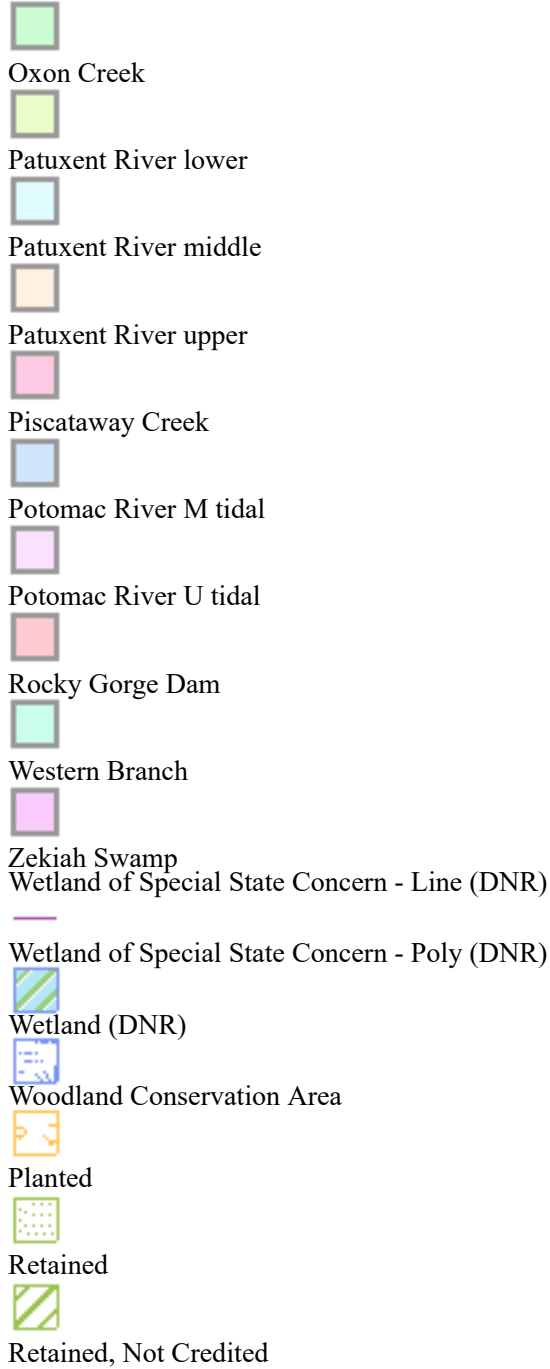 Oxon Creek
Patuxent River lower
Patuxent River middle
Patuxent River upper
Piscataway Creek
Potomac River M tidal
Potomac River U tidal
Rocky Gorge Dam
Western Branch
Zekiah Swamp
Wetland of Special State Concern - Line (DNR)
Wetland of Special State Concern - Poly (DNR)
Wetland (DNR)
Woodland Conservation Area
Planted
Retained
Retained, Not Credited